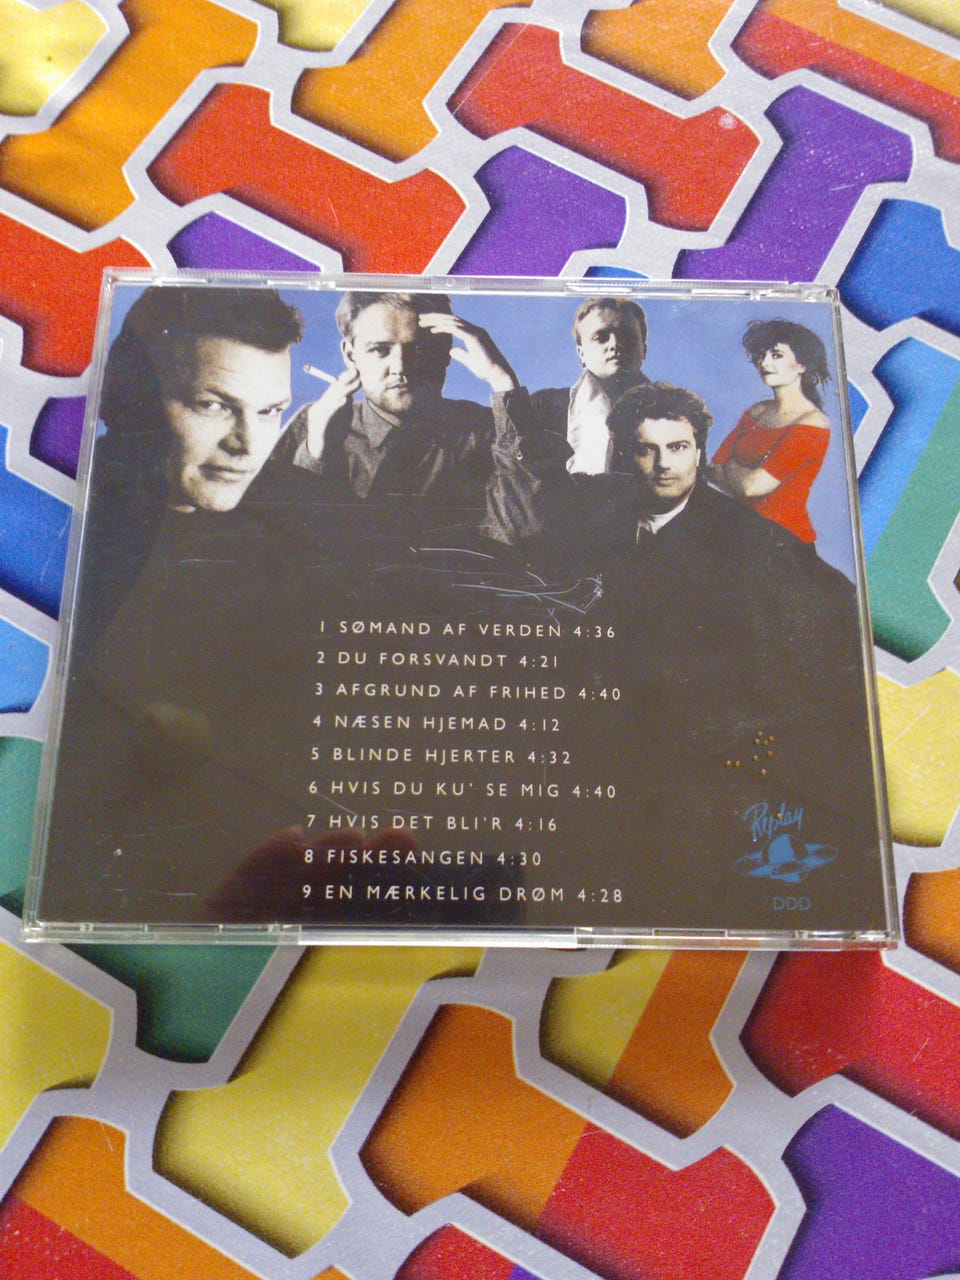 1 SØMAND AF VERDEN 4:36
2 DU FORSVANDT 4:21
3 AFGRUND AF FRIHED 4:40
4 NÆSEN HJEMAD 4:12
5 BLINDE HJERTER 4:32
6 HVIS DU KU' SE MIG 4:40
7 HVIS DET BLI'R 4:16
8 FISKESANGEN 4:30
9 EN MÆRKELIG DRØM 4:28
Replay
DDD